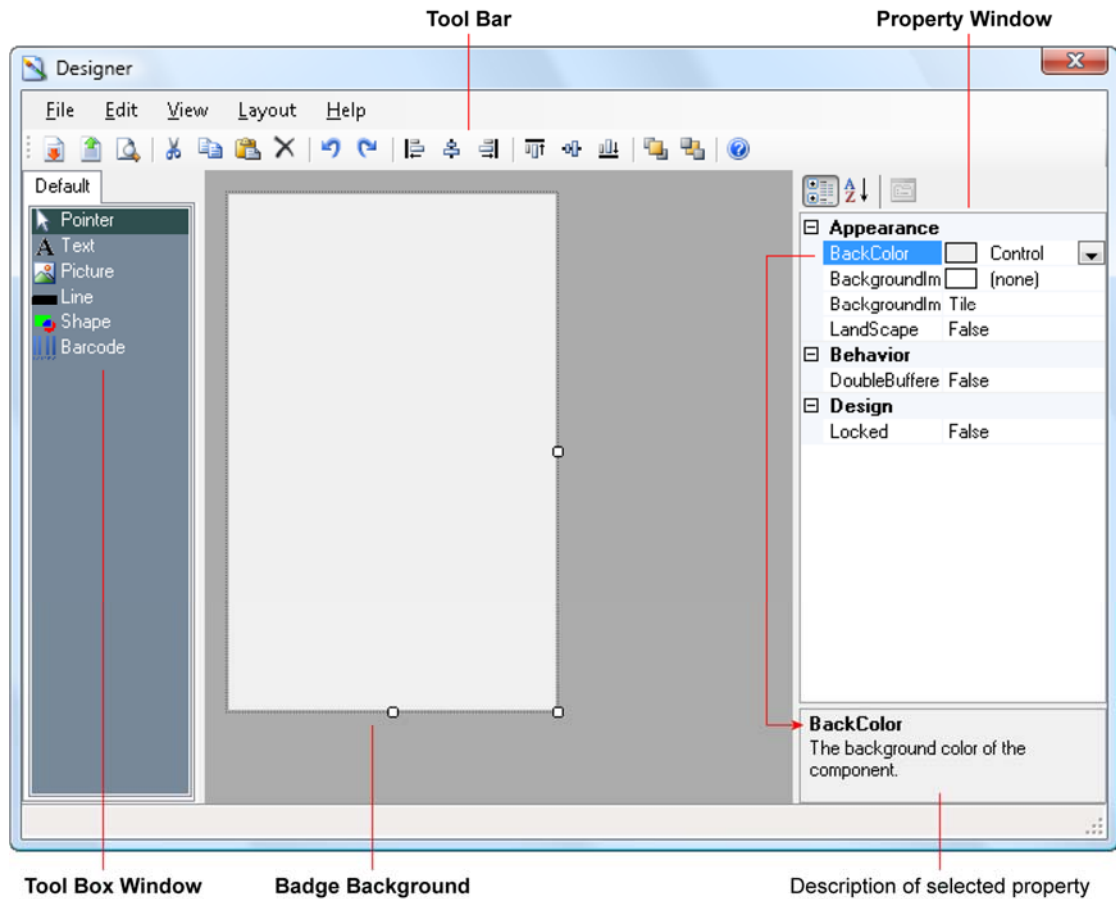 Tool Bar
Property Window
Designer
File Edit View Layout Help
Default
Pointer
Text
Picture
Line
Shape
Barcode
A
Z
Appearance
BackColor Control
BackgroundIm (none)
BackgroundIm Tile
LandScape False
Behavior
DoubleBuffere False
Design
Locked False
BackColor
The background color of the
component.
Tool Box Window
Badge Background
Description of selected property